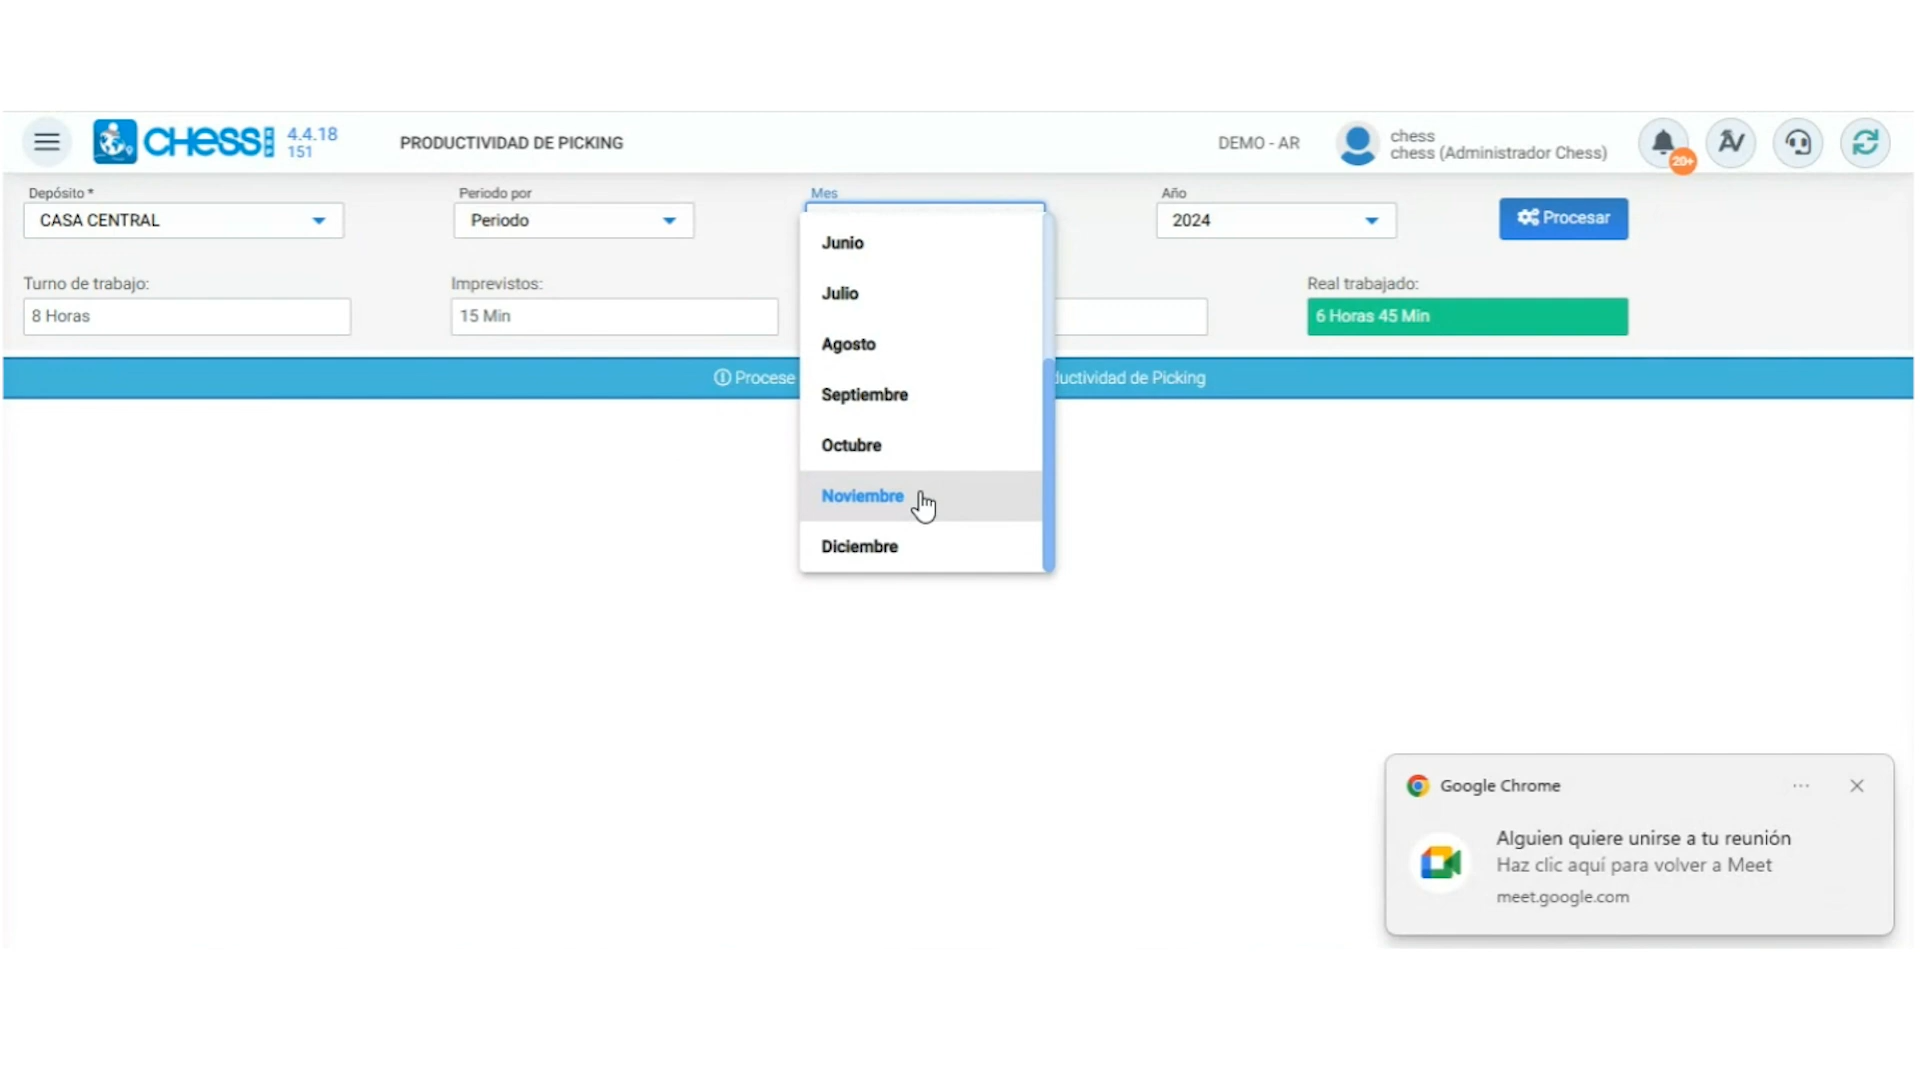 CHESS
4.4.18
151
PRODUCTIVIDAD DE PICKING
DEMO - AR
chess
chess (Administrador Chess)
20+
Depósito *
CASA CENTRAL
Periodo por
Periodo
Mes
Año
2024
Procesar
Junio
Julio
Agosto
Septiembre
Octubre
Noviembre
Diciembre
Turno de trabajo:
8 Horas
Imprevistos:
15 Min
Real trabajado:
6 Horas 45 Min
Procese
de Picking
Google Chrome
Alguien quiere unirse a tu reunión
Haz clic aquí para volver a Meet
meet.google.com